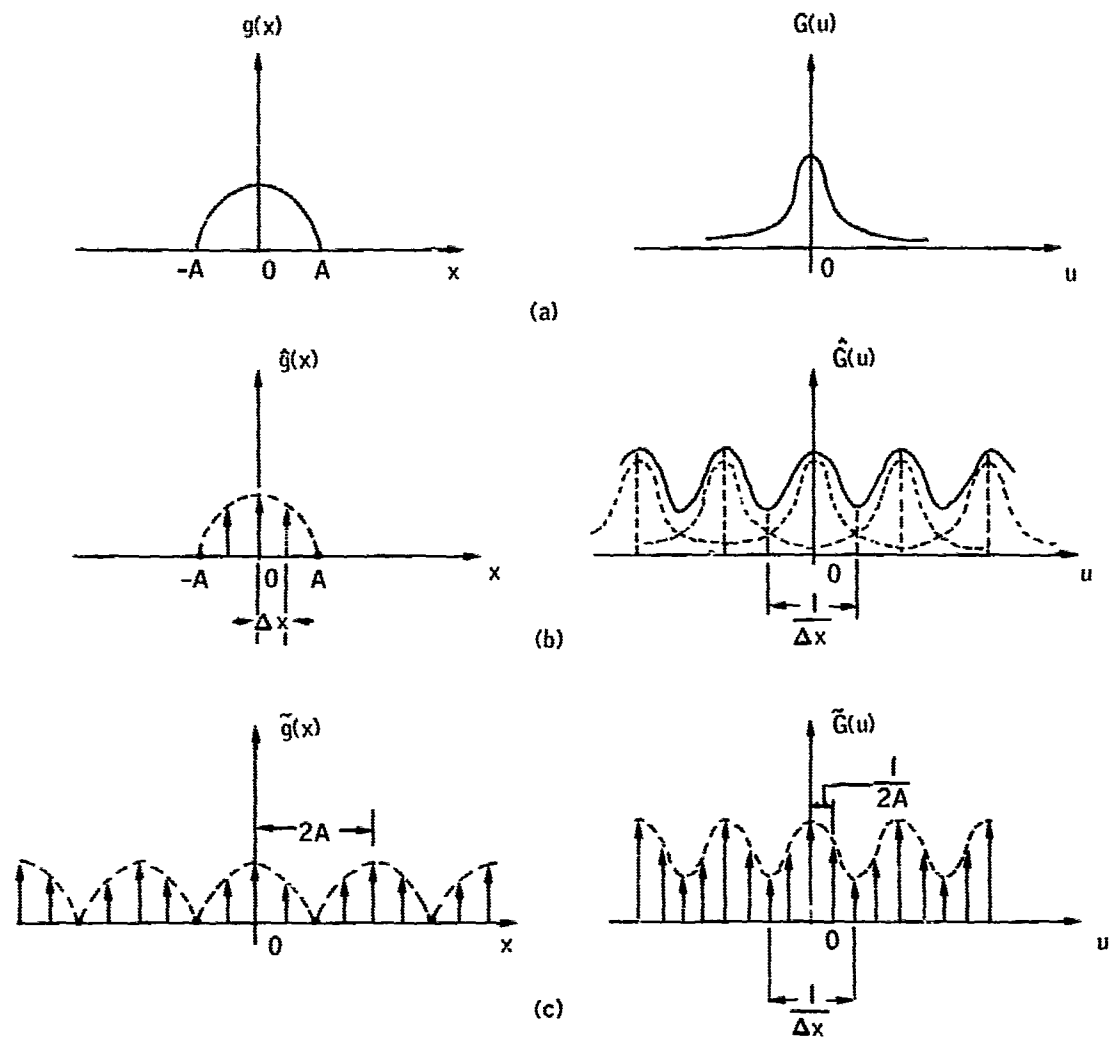 g(x)
G(u)
-A 0 A x
0 u
(a)
ĝ(x)
Ĝ(u)
-A 0 A x
0 u
Δx
1/Δx
(b)
g̃(x)
G̃(u)
1/2A
2A
0 x
0 u
1/Δx
(c)